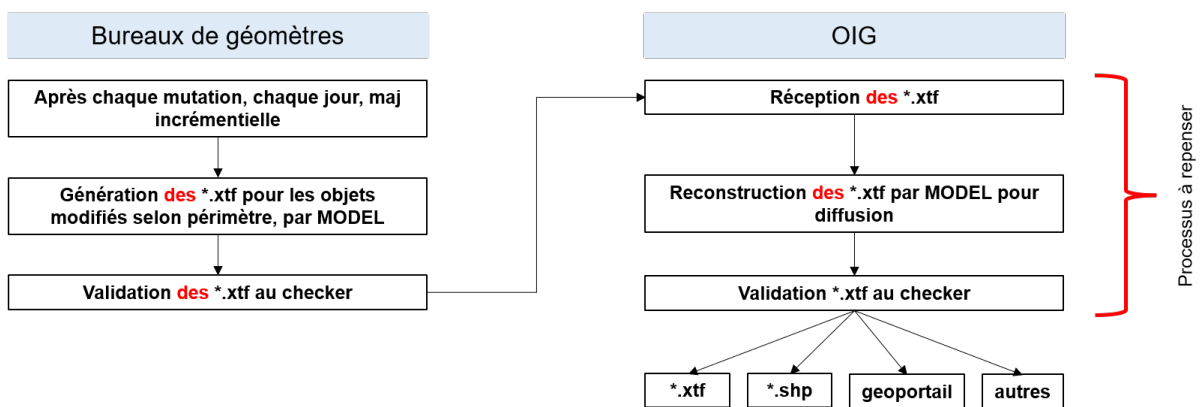 Bureaux de géomètres
Après chaque mutation, chaque jour, maj
incrémentielle
Génération des *.xtf pour les objets
modifiés selon périmètre, par MODEL
Validation des *.xtf au checker
OIG
Réception des *.xtf
Reconstruction des *.xtf par MODEL pour
diffusion
Validation *.xtf au checker
*.xtf
*.shp
geoportail
autres
Processus à repenser